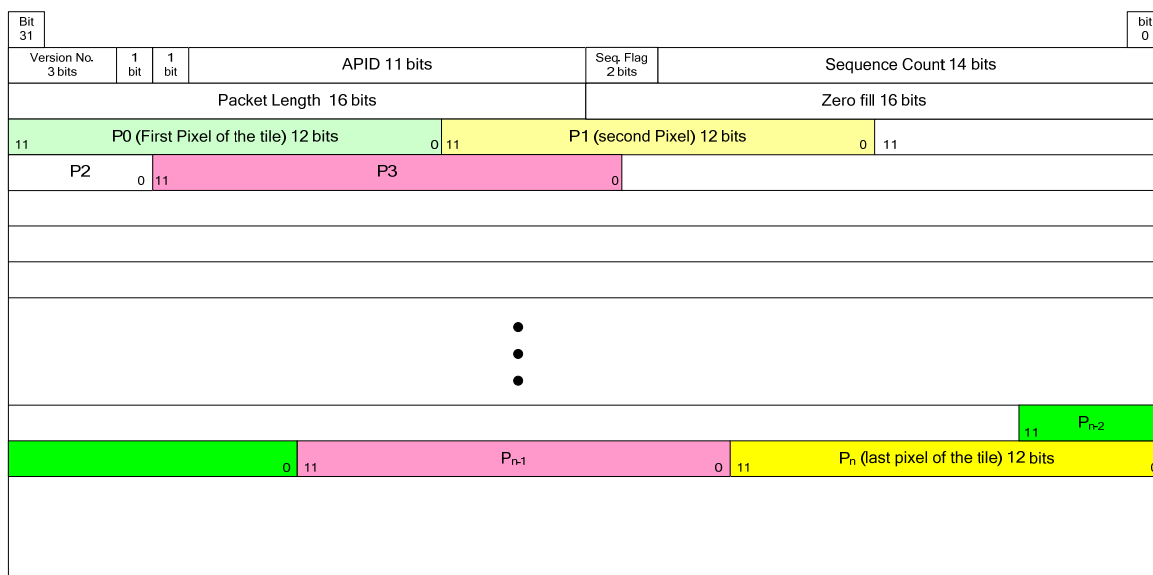 Bit
31
bit
0
Version No.
3 bits
1
bit
1
bit
APID 11 bits
Seq. Flag
2 bits
Sequence Count 14 bits
Packet Length 16 bits
Zero fill 16 bits
11 P0 (First Pixel of the tile) 12 bits 0
11 P1 (second Pixel) 12 bits 0
11
P2 0
11 P3 0
11 Pn-2
0
11 Pn-1 0
11 Pn (last pixel of the tile) 12 bits 0